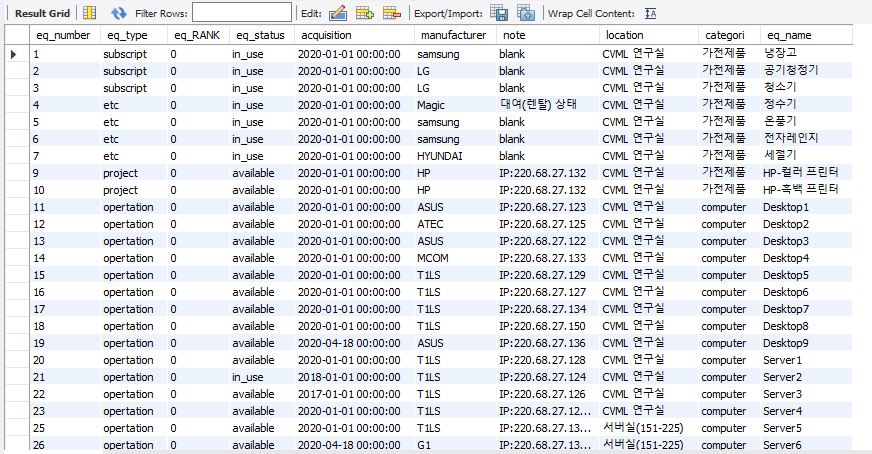 Result Grid Filter Rows: Edit: Export/Import: Wrap Cell Content:
eq_number eq_type eq_RANK eq_status acquisition manufacturer note location categori eq_name
1 subscript 0 in_use 2020-01-01 00:00:00 samsung blank CVML 연구실 가전제품 냉장고
2 subscript 0 in_use 2020-01-01 00:00:00 LG blank CVML 연구실 가전제품 공기청정기
3 subscript 0 in_use 2020-01-01 00:00:00 LG blank CVML 연구실 가전제품 청소기
4 etc 0 in_use 2020-01-01 00:00:00 Magic 대여(렌탈) 상태 CVML 연구실 가전제품 정수기
5 etc 0 in_use 2020-01-01 00:00:00 samsung blank CVML 연구실 가전제품 온풍기
6 etc 0 in_use 2020-01-01 00:00:00 samsung blank CVML 연구실 가전제품 전자레인지
7 etc 0 in_use 2020-01-01 00:00:00 HYUNDAI blank CVML 연구실 가전제품 세절기
9 project 0 available 2020-01-01 00:00:00 HP IP:220.68.27.132 CVML 연구실 가전제품 HP-컬러 프린터
10 project 0 available 2020-01-01 00:00:00 HP IP:220.68.27.132 CVML 연구실 가전제품 HP-흑백 프린터
11 opertation 0 available 2020-01-01 00:00:00 ASUS IP:220.68.27.123 CVML 연구실 computer Desktop1
12 opertation 0 available 2020-01-01 00:00:00 ATEC IP:220.68.27.125 CVML 연구실 computer Desktop2
13 opertation 0 available 2020-01-01 00:00:00 ASUS IP:220.68.27.122 CVML 연구실 computer Desktop3
14 opertation 0 available 2020-01-01 00:00:00 MCOM IP:220.68.27.133 CVML 연구실 computer Desktop4
15 opertation 0 available 2020-01-01 00:00:00 T1LS IP:220.68.27.129 CVML 연구실 computer Desktop5
16 opertation 0 available 2020-01-01 00:00:00 T1LS IP:220.68.27.127 CVML 연구실 computer Desktop6
17 opertation 0 available 2020-01-01 00:00:00 T1LS IP:220.68.27.134 CVML 연구실 computer Desktop7
18 opertation 0 available 2020-01-01 00:00:00 T1LS IP:220.68.27.150 CVML 연구실 computer Desktop8
19 opertation 0 available 2020-04-18 00:00:00 ASUS IP:220.68.27.136 CVML 연구실 computer Desktop9
20 opertation 0 available 2020-01-01 00:00:00 T1LS IP:220.68.27.128 CVML 연구실 computer Server1
21 opertation 0 in_use 2018-01-01 00:00:00 T1LS IP:220.68.27.124 CVML 연구실 computer Server2
22 opertation 0 available 2017-01-01 00:00:00 T1LS IP:220.68.27.126 CVML 연구실 computer Server3
23 opertation 0 available 2020-01-01 00:00:00 T1LS IP:220.68.27.12... CVML 연구실 computer Server4
25 opertation 0 available 2020-01-01 00:00:00 T1LS IP:220.68.27.13... 서버실(151-225) computer Server5
26 opertation 0 available 2020-04-18 00:00:00 G1 IP:220.68.27.13... 서버실(151-225) computer Server6